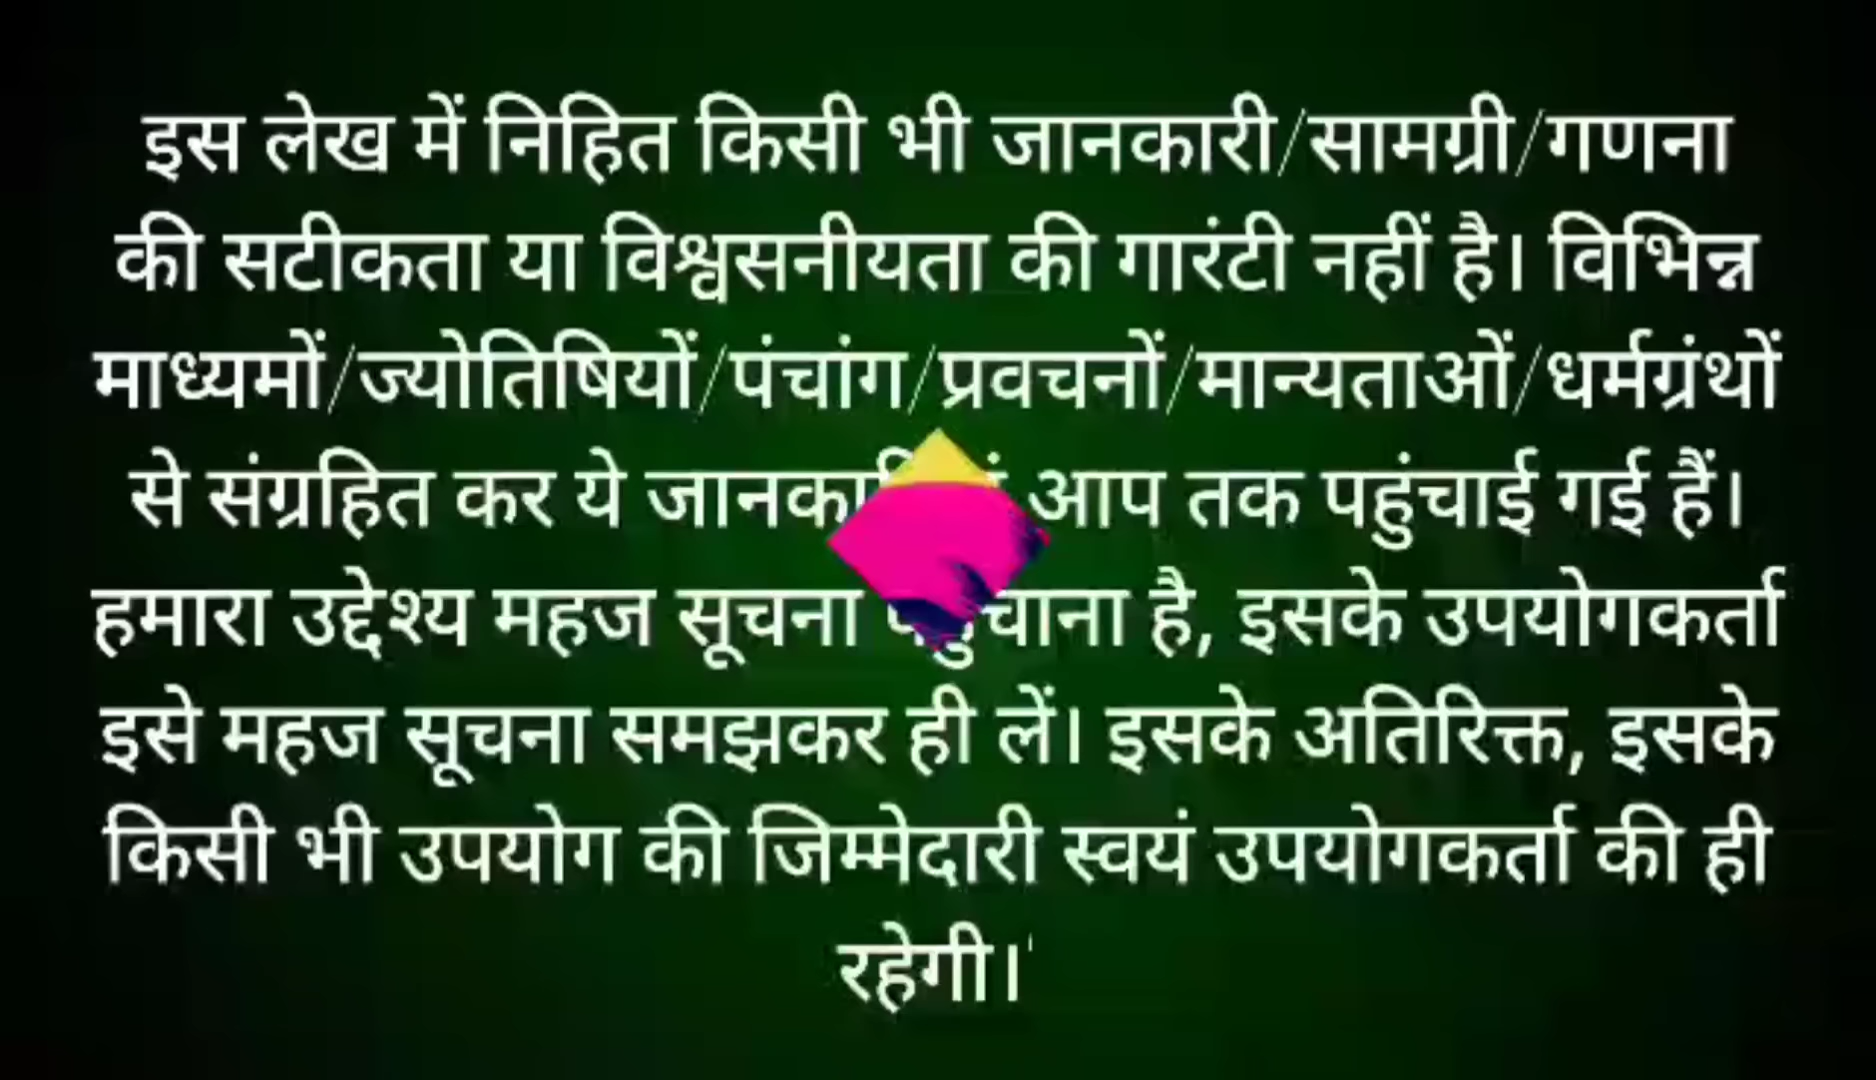 इस लेख में निहित किसी भी जानकारी/सामग्री/गणना
की सटीकता या विश्वसनीयता की गारंटी नहीं है। विभिन्न
माध्यमों/ज्योतिषियों/पंचांग/प्रवचनों/मान्यताओं/धर्मग्रंथों
से संग्रहित कर ये आप तक पहुंचाई गई हैं।
हमारा उद्देश्य महज सूचना है, इसके उपयोगकर्ता
इसे महज सूचना समझकर ही लें। इसके अतिरिक्त, इसके
किसी भी उपयोग की जिम्मेदारी स्वयं उपयोगकर्ता की ही
रहेगी।'